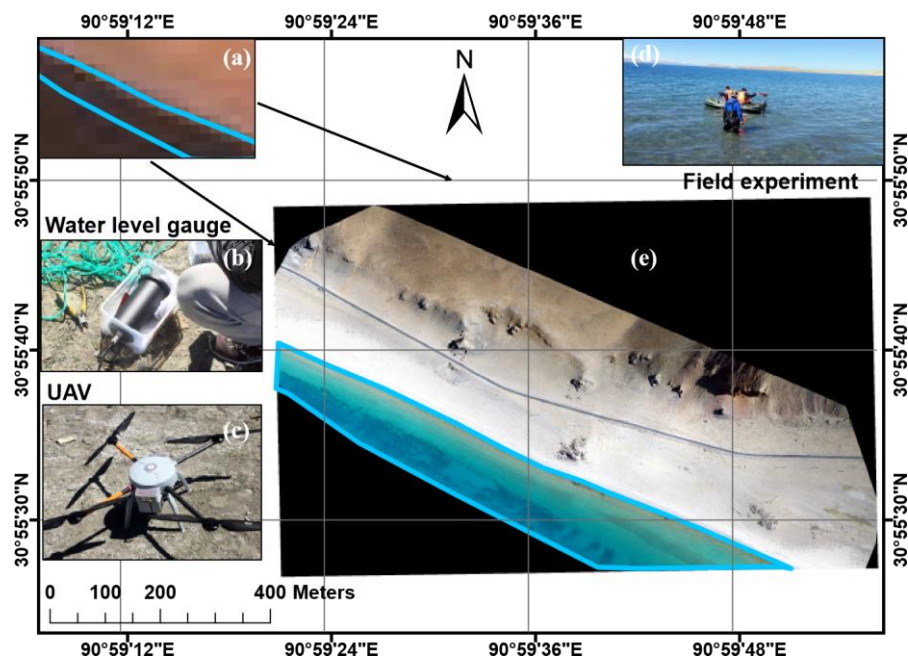 90°59'12"E 90°59'24"E 90°59'36"E 90°59'48"E
(a)
N
(d)
30°55'50"N
30°55'50"N
Field experiment
Water level gauge
(b)
(e)
30°55'40"N
30°55'40"N
UAV
(c)
30°55'30"N
30°55'30"N
0 100 200 400 Meters
90°59'12"E 90°59'24"E 90°59'36"E 90°59'48"E